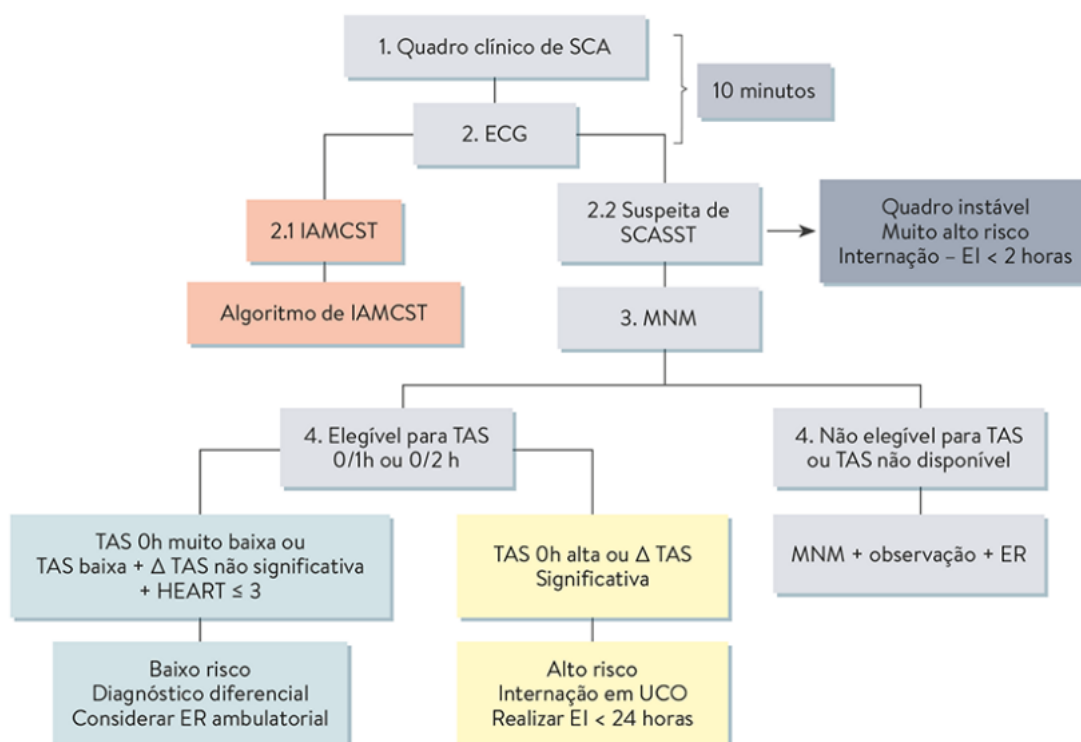 1. Quadro clínico de SCA
10 minutos
2. ECG
2.1 IAMCST
2.2 Suspeita de
SCASST
Quadro instável
Muito alto risco
Internação – EI < 2 horas
Algoritmo de IAMCST
3. MNM
4. Elegível para TAS
0/1h ou 0/2 h
4. Não elegível para TAS
ou TAS não disponível
TAS 0h muito baixa ou
TAS baixa + Δ TAS não significativa
+ HEART ≤ 3
TAS 0h alta ou Δ TAS
Significativa
MNM + observação + ER
Baixo risco
Diagnóstico diferencial
Considerar ER ambulatorial
Alto risco
Internação em UCO
Realizar EI < 24 horas